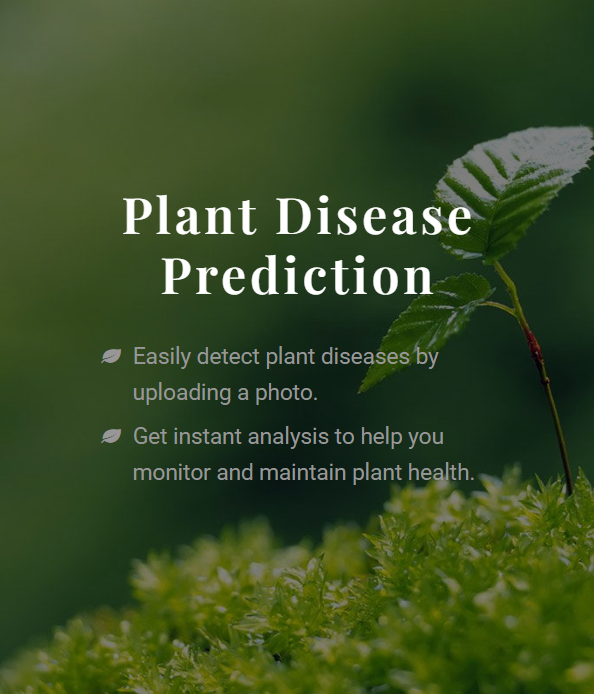 Plant Disease
Prediction
Easily detect plant diseases by
uploading a photo.
Get instant analysis to help you
monitor and maintain plant health.